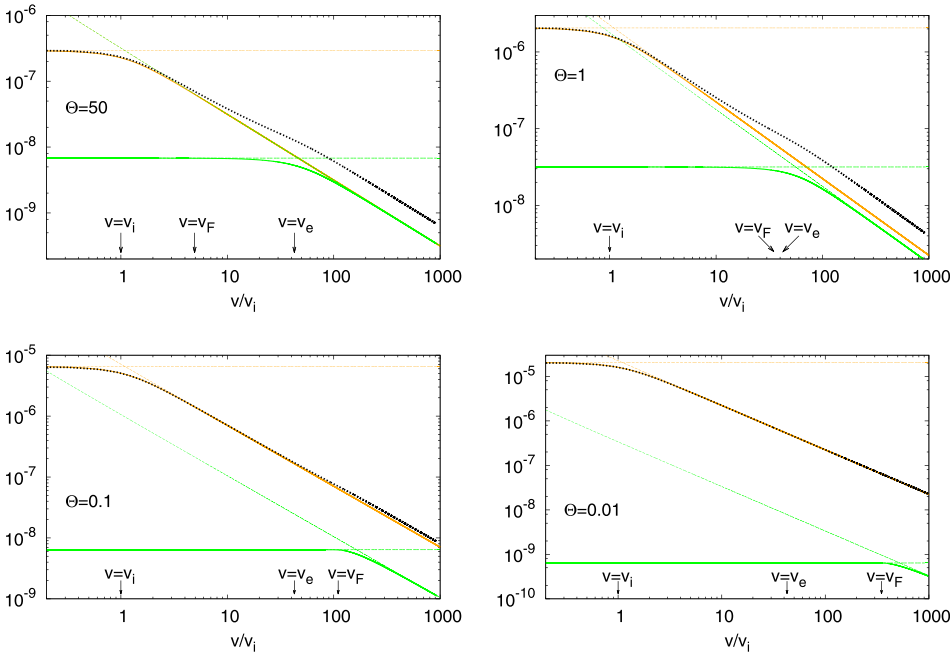 10^-6
10^-7
10^-8
10^-9
Θ=50
v=v_i
v=v_F
v=v_e
1
10
100
1000
v/v_i
10^-6
10^-7
10^-8
Θ=1
v=v_i
v=v_F
v=v_e
1
10
100
1000
v/v_i
10^-5
10^-6
10^-7
10^-8
10^-9
Θ=0.1
v=v_i
v=v_e
v=v_F
1
10
100
1000
v/v_i
10^-5
10^-6
10^-7
10^-8
10^-9
10^-10
Θ=0.01
v=v_i
v=v_e
v=v_F
1
10
100
1000
v/v_i